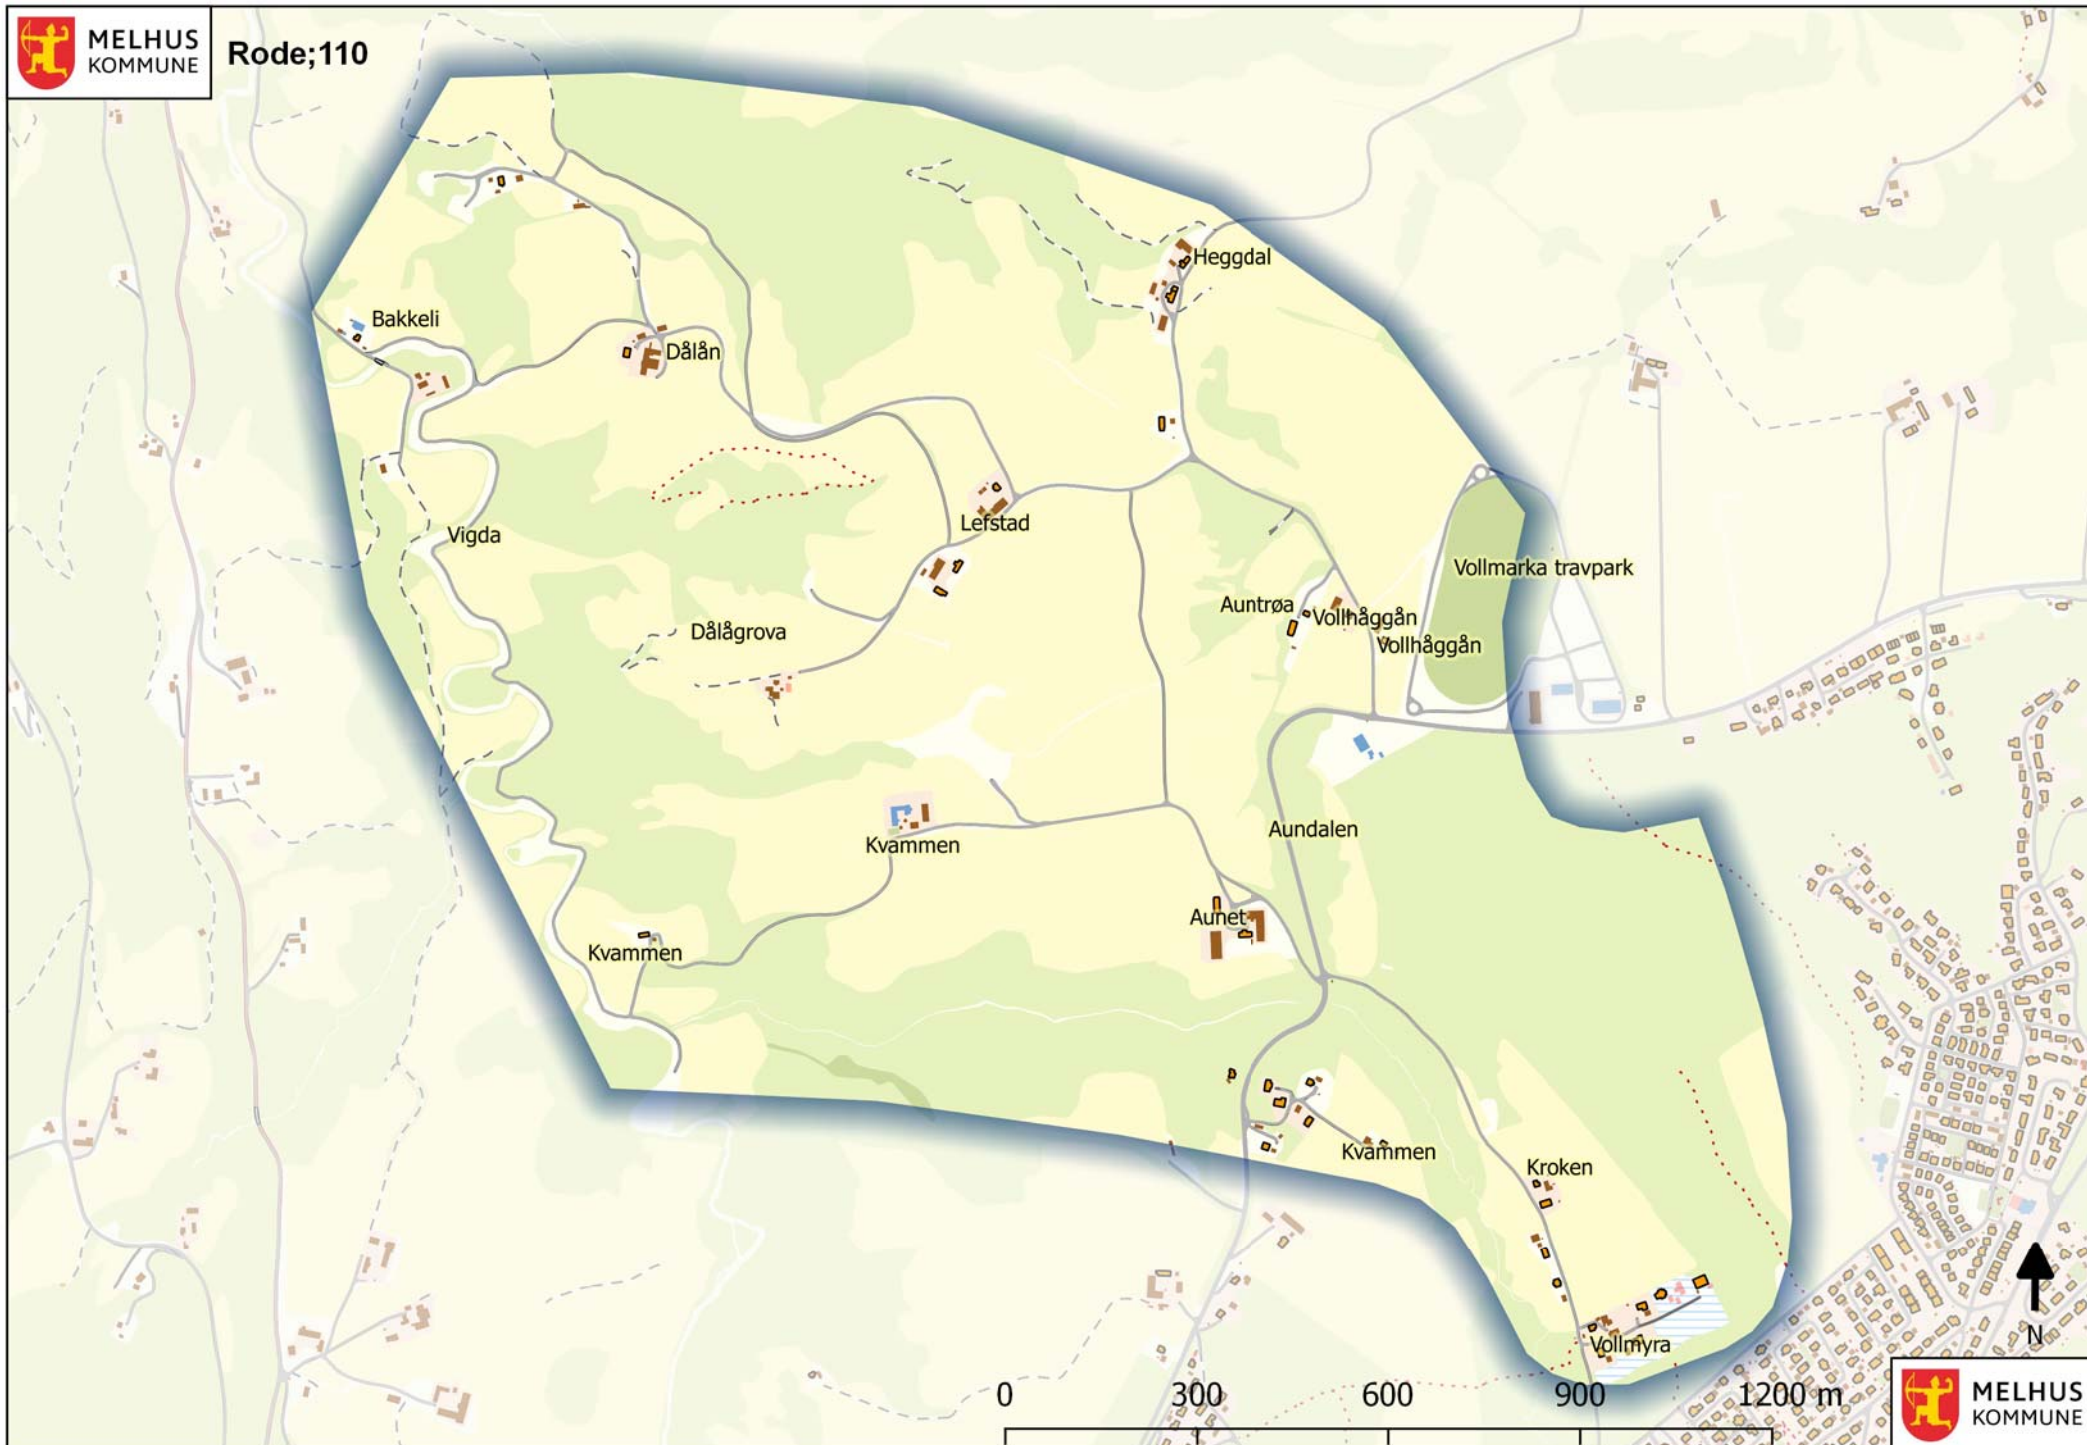 MELHUS
KOMMUNE
Rode;110
Heggdal
Bakkeli
Dålån
Lefstad
Vigda
Vollmarka travpark
Auntrøa
Vollhåggån
Dålågrova
Vollhåggån
Aundalen
Kvammen
Aunet
Kvammen
Kvammen
Kroken
N
Vollmyra
0 300 600 900 1200 m
MELHUS
KOMMUNE